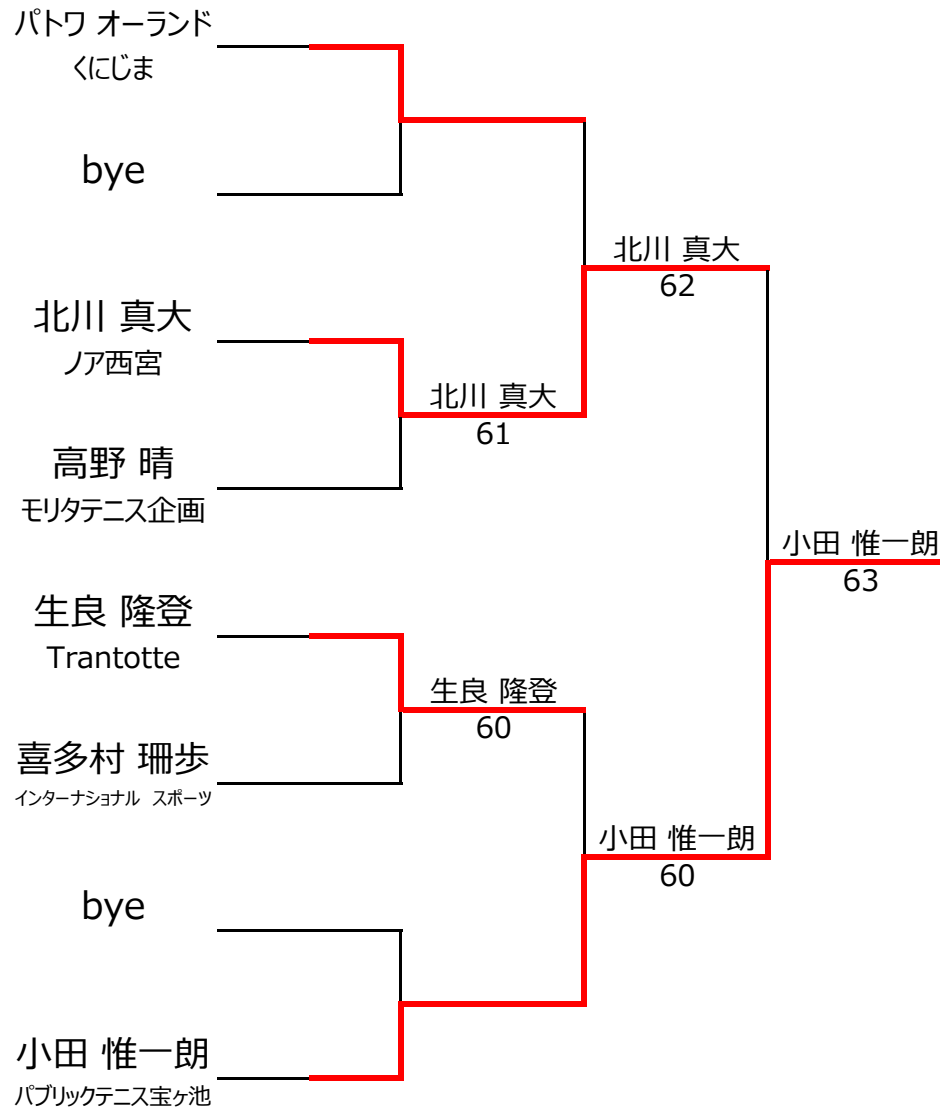 パトワ オーランド
くにじま
bye
北川 真大
ノア西宮
高野 晴
モリタテニス企画
生良 隆登
Trantotte
喜多村 珊歩
インターナショナル スポーツ
bye
小田 惟一朗
パブリックテニス宝ヶ池
北川 真大
61
生良 隆登
60
北川 真大
62
小田 惟一朗
60
小田 惟一朗
63